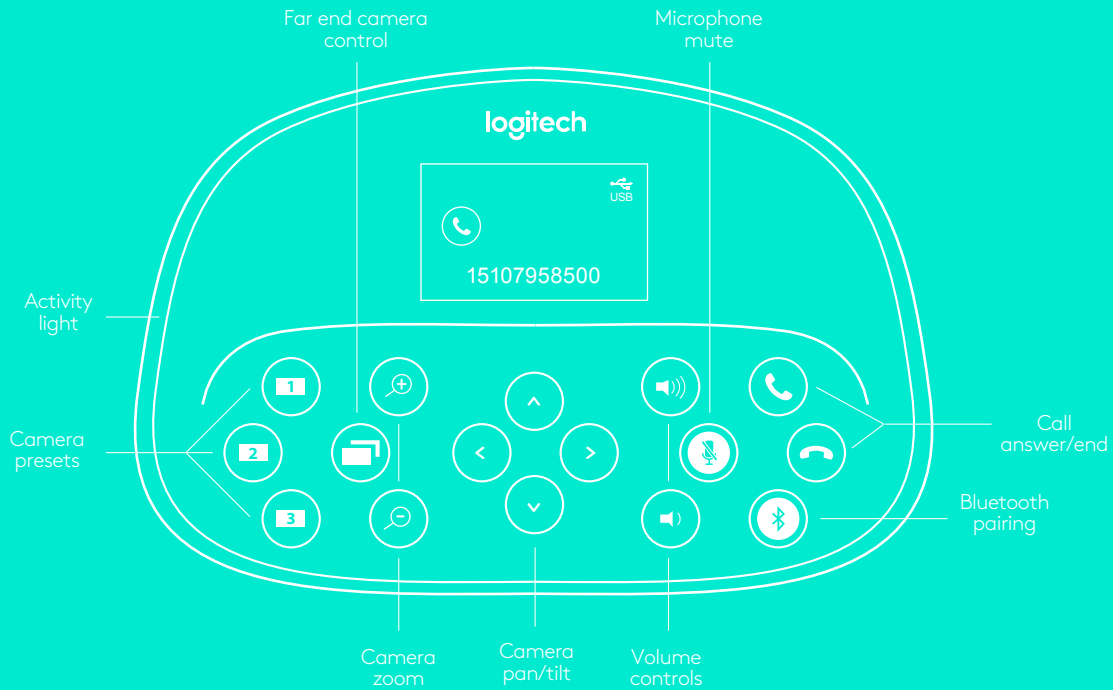 Far end camera
control
Microphone
mute
logitech
USB
15107958500
Activity
light
1
2
3
Camera
presets
Call
answer/end
Bluetooth
pairing
Camera
zoom
Camera
pan/tilt
Volume
controls